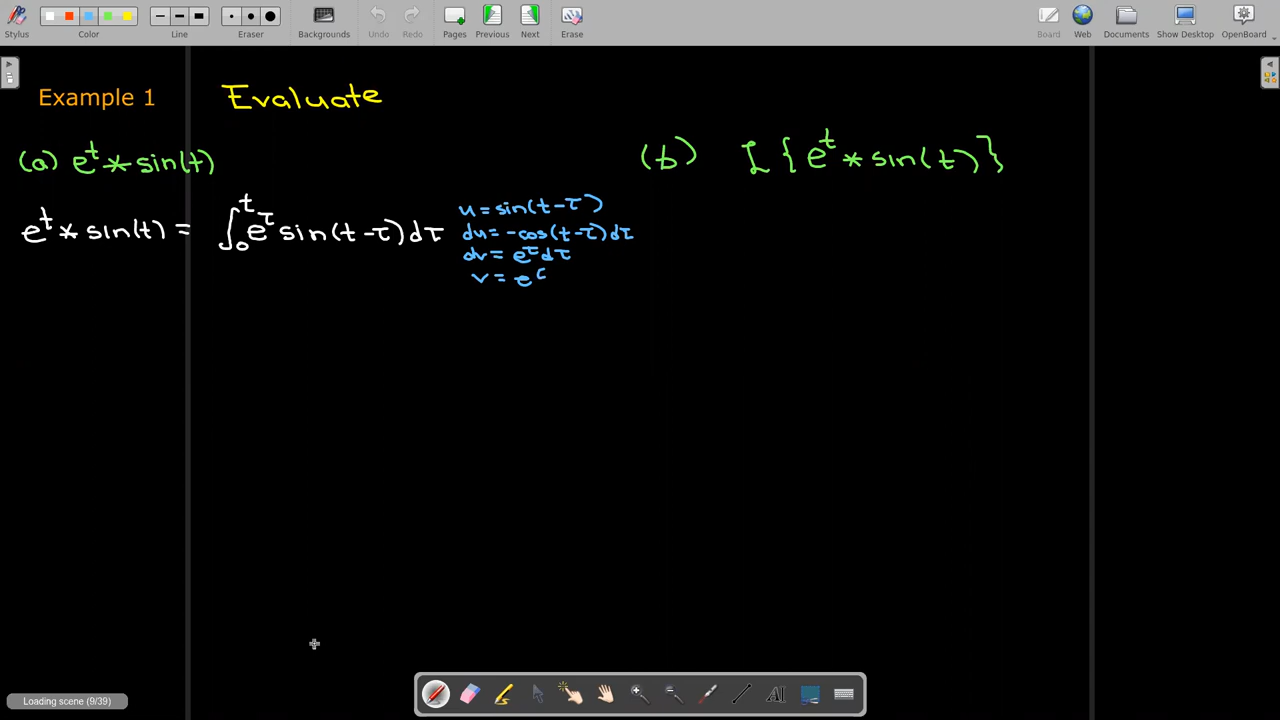 Stylus Color Line Eraser Backgrounds Undo Redo Pages Previous Next Erase Board Web Documents Show Desktop OpenBoard
Example 1 Evaluate
(a) e^t * sin(t)
(b) ℒ{e^t * sin(t)}
e^t * sin(t) = ∫_0^t e^τ sin(t-τ)dτ
u = sin(t-τ)
du = -cos(t-τ)dτ
dv = e^τ dτ
v = e^τ
Loading scene (9/39)